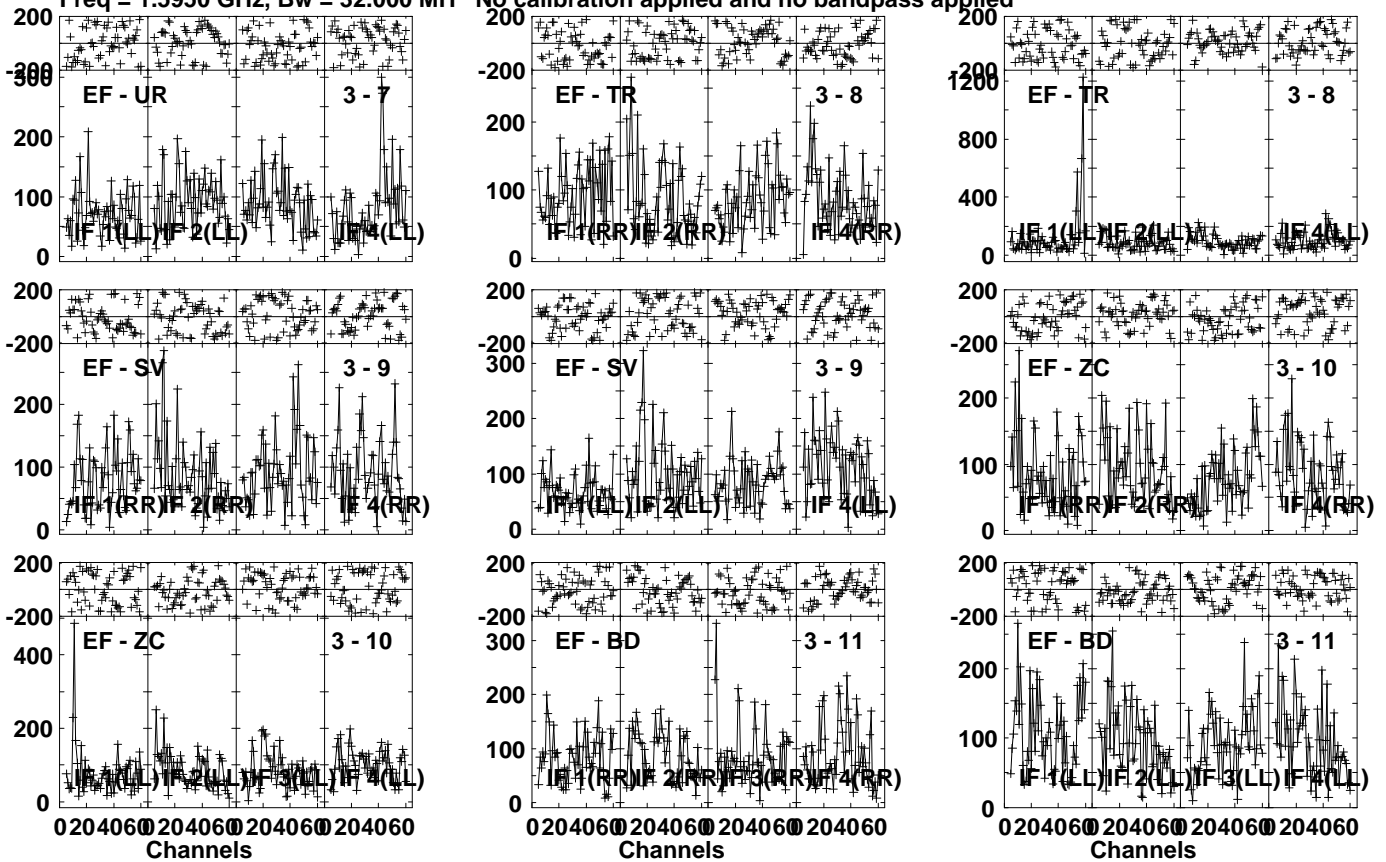 Freq = 1.5950 GHz, Bw = 32.000 MH No calibration applied and no bandpass applied
200 200 200
-200 -200 -200
300 1200
EF - UR 3 - 7 EF - TR 3 - 8 EF - TR 3 - 8
200 200 800
100 100 400
IF 1(LL) IF 2(LL) IF 4(LL) IF 1(RR) IF 2(RR) IF 4(RR) IF 1(LL) IF 2(LL) IF 4(LL)
0 0 0
200 200 200
-200 -200 -200
EF - SV 3 - 9 EF - SV 3 - 9 EF - ZC 3 - 10
300
200 200 200
100 100 100
IF 1(RR) IF 2(RR) IF 4(RR) IF 1(LL) IF 2(LL) IF 4(LL) IF 1(RR) IF 2(RR) IF 4(RR)
0 0 0
200 200 200
-200 -200 -200
EF - ZC 3 - 10 EF - BD 3 - 11 EF - BD 3 - 11
400 300 200
200 200 100
100
IF 1(LL) IF 2(LL) IF 3(LL) IF 4(LL) IF 1(RR) IF 2(RR) IF 3(RR) IF 4(RR) IF 1(LL) IF 2(LL) IF 3(LL) IF 4(LL)
0 0 0
0 20 40 60 0 20 40 60 0 20 40 60 0 20 40 60 0 20 40 60 0 20 40 60 0 20 40 60 0 20 40 60 0 20 40 60 0 20 40 60 0 20 40 60 0 20 40 60
Channels Channels Channels